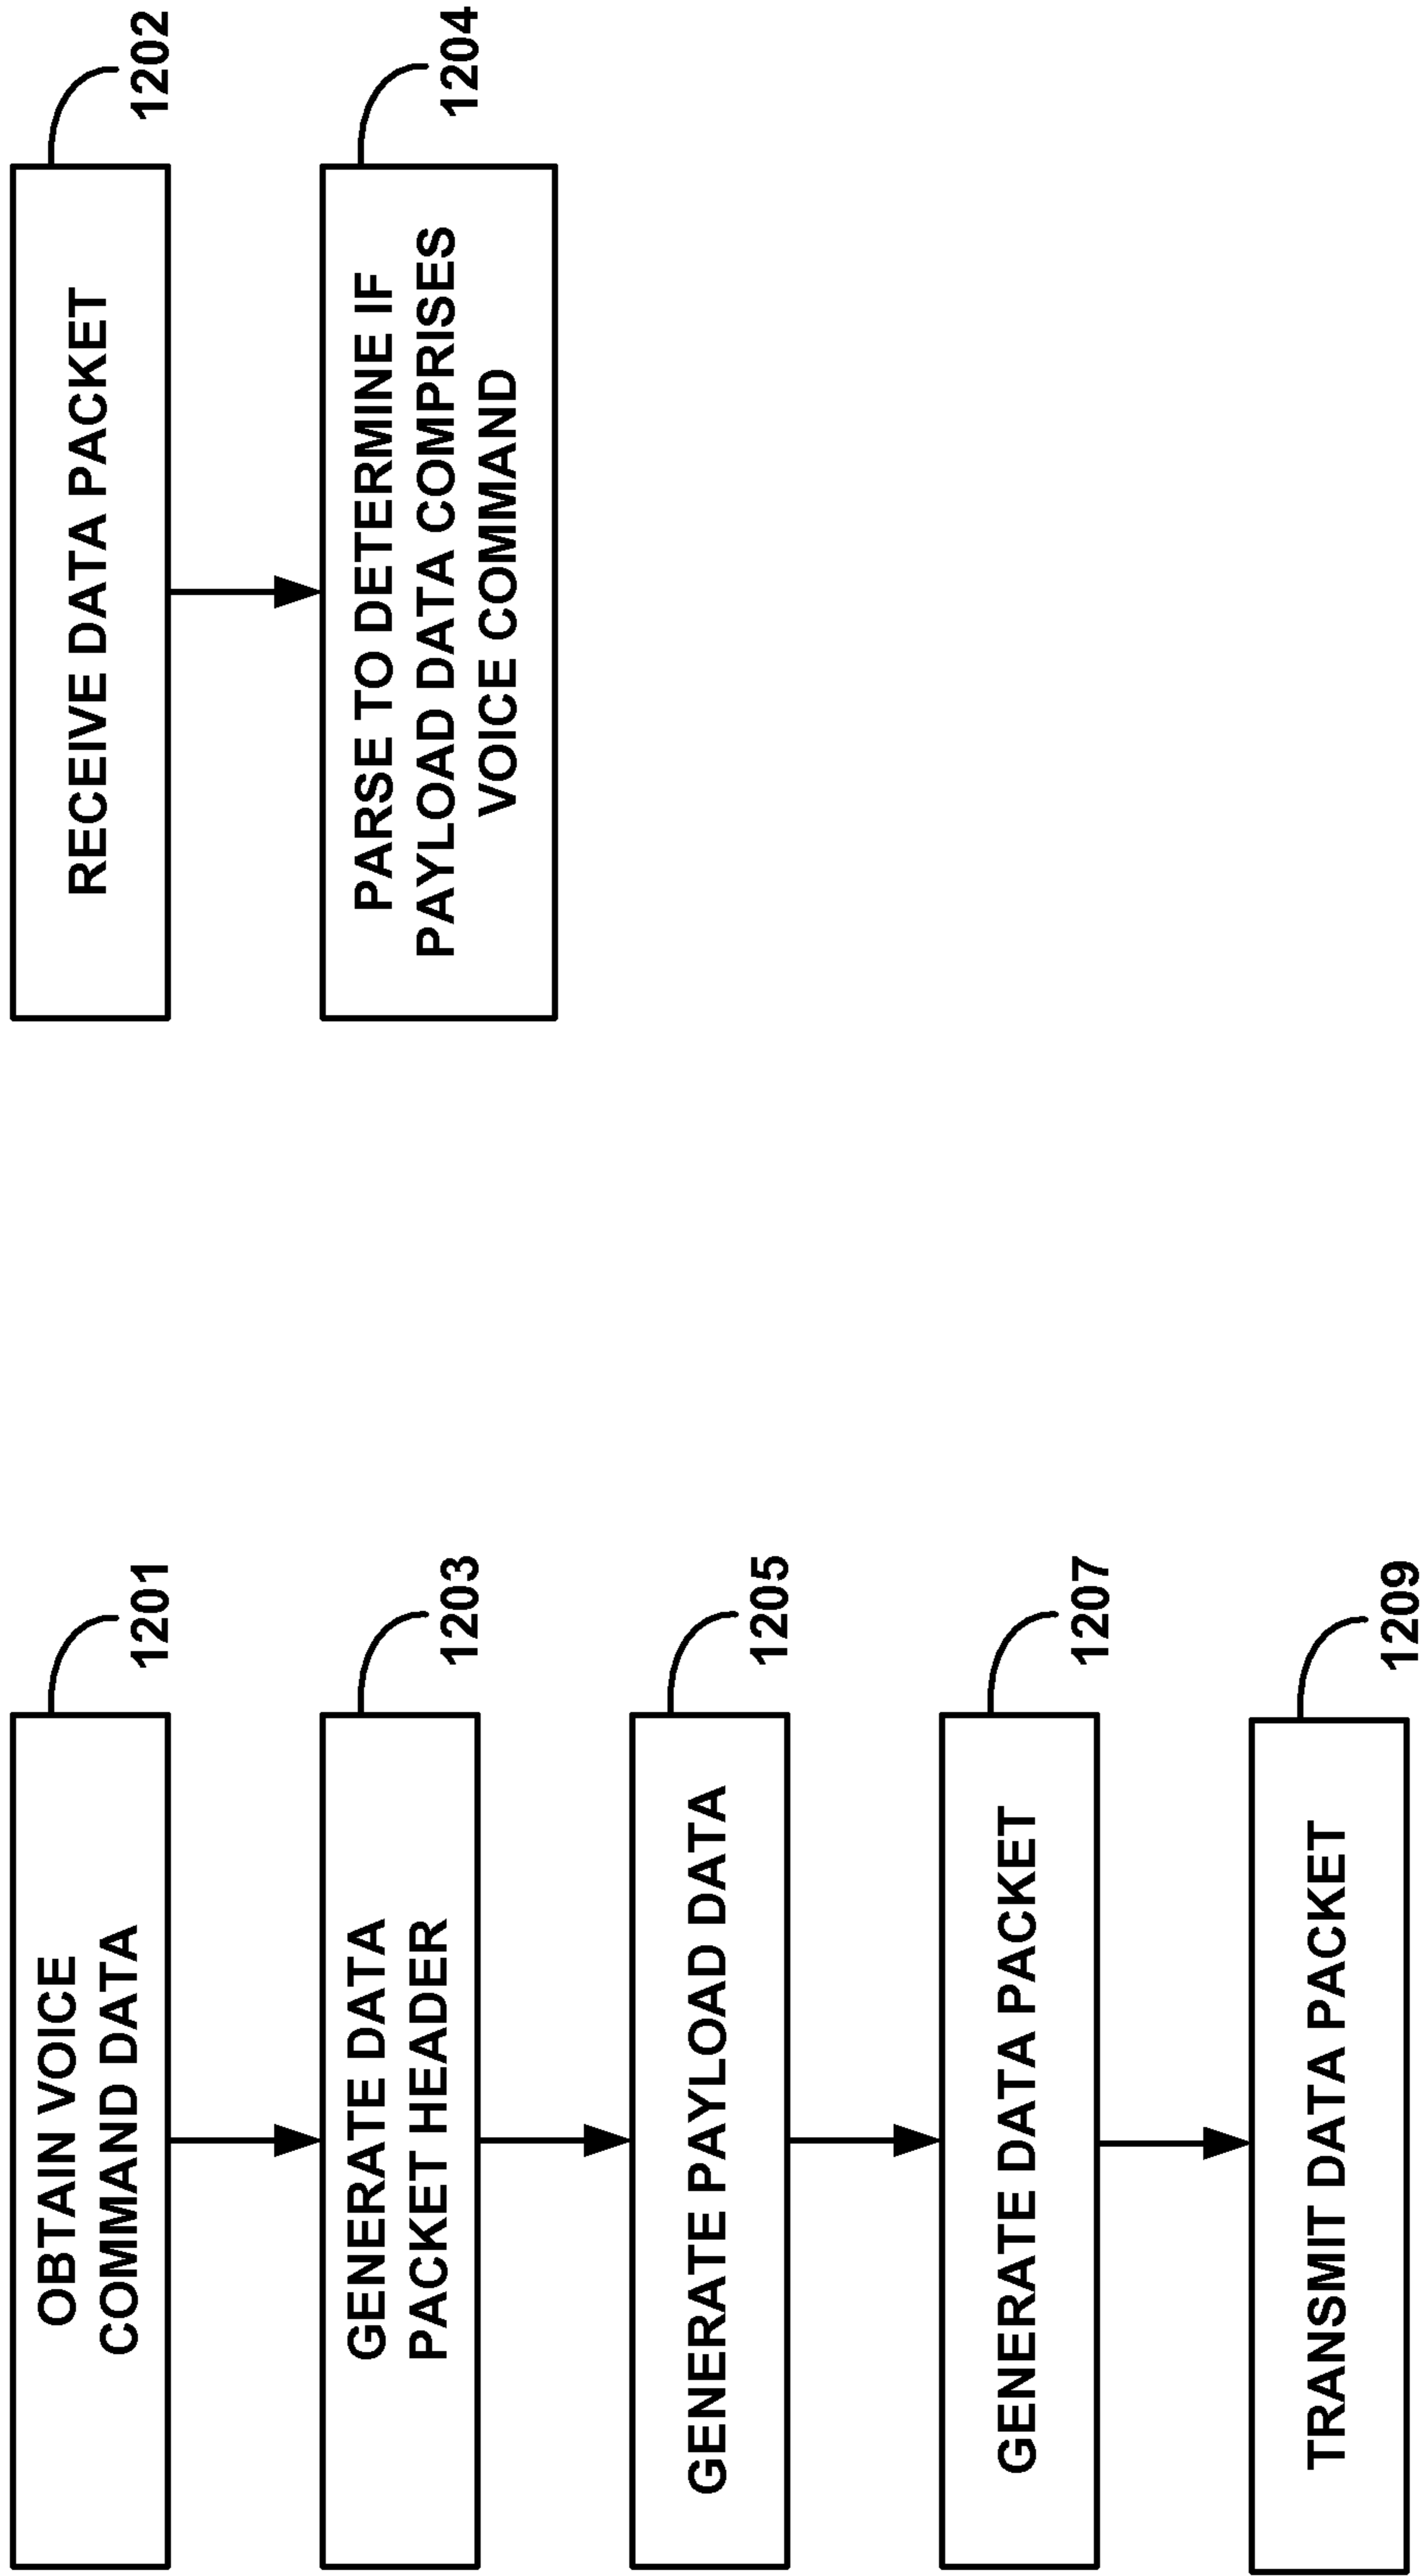 OBTAIN VOICE
COMMAND DATA
1201
GENERATE DATA
PACKET HEADER
1203
GENERATE PAYLOAD DATA
1205
GENERATE DATA PACKET
1207
TRANSMIT DATA PACKET
1209
RECEIVE DATA PACKET
1202
PARSE TO DETERMINE IF
PAYLOAD DATA COMPRISES
VOICE COMMAND
1204